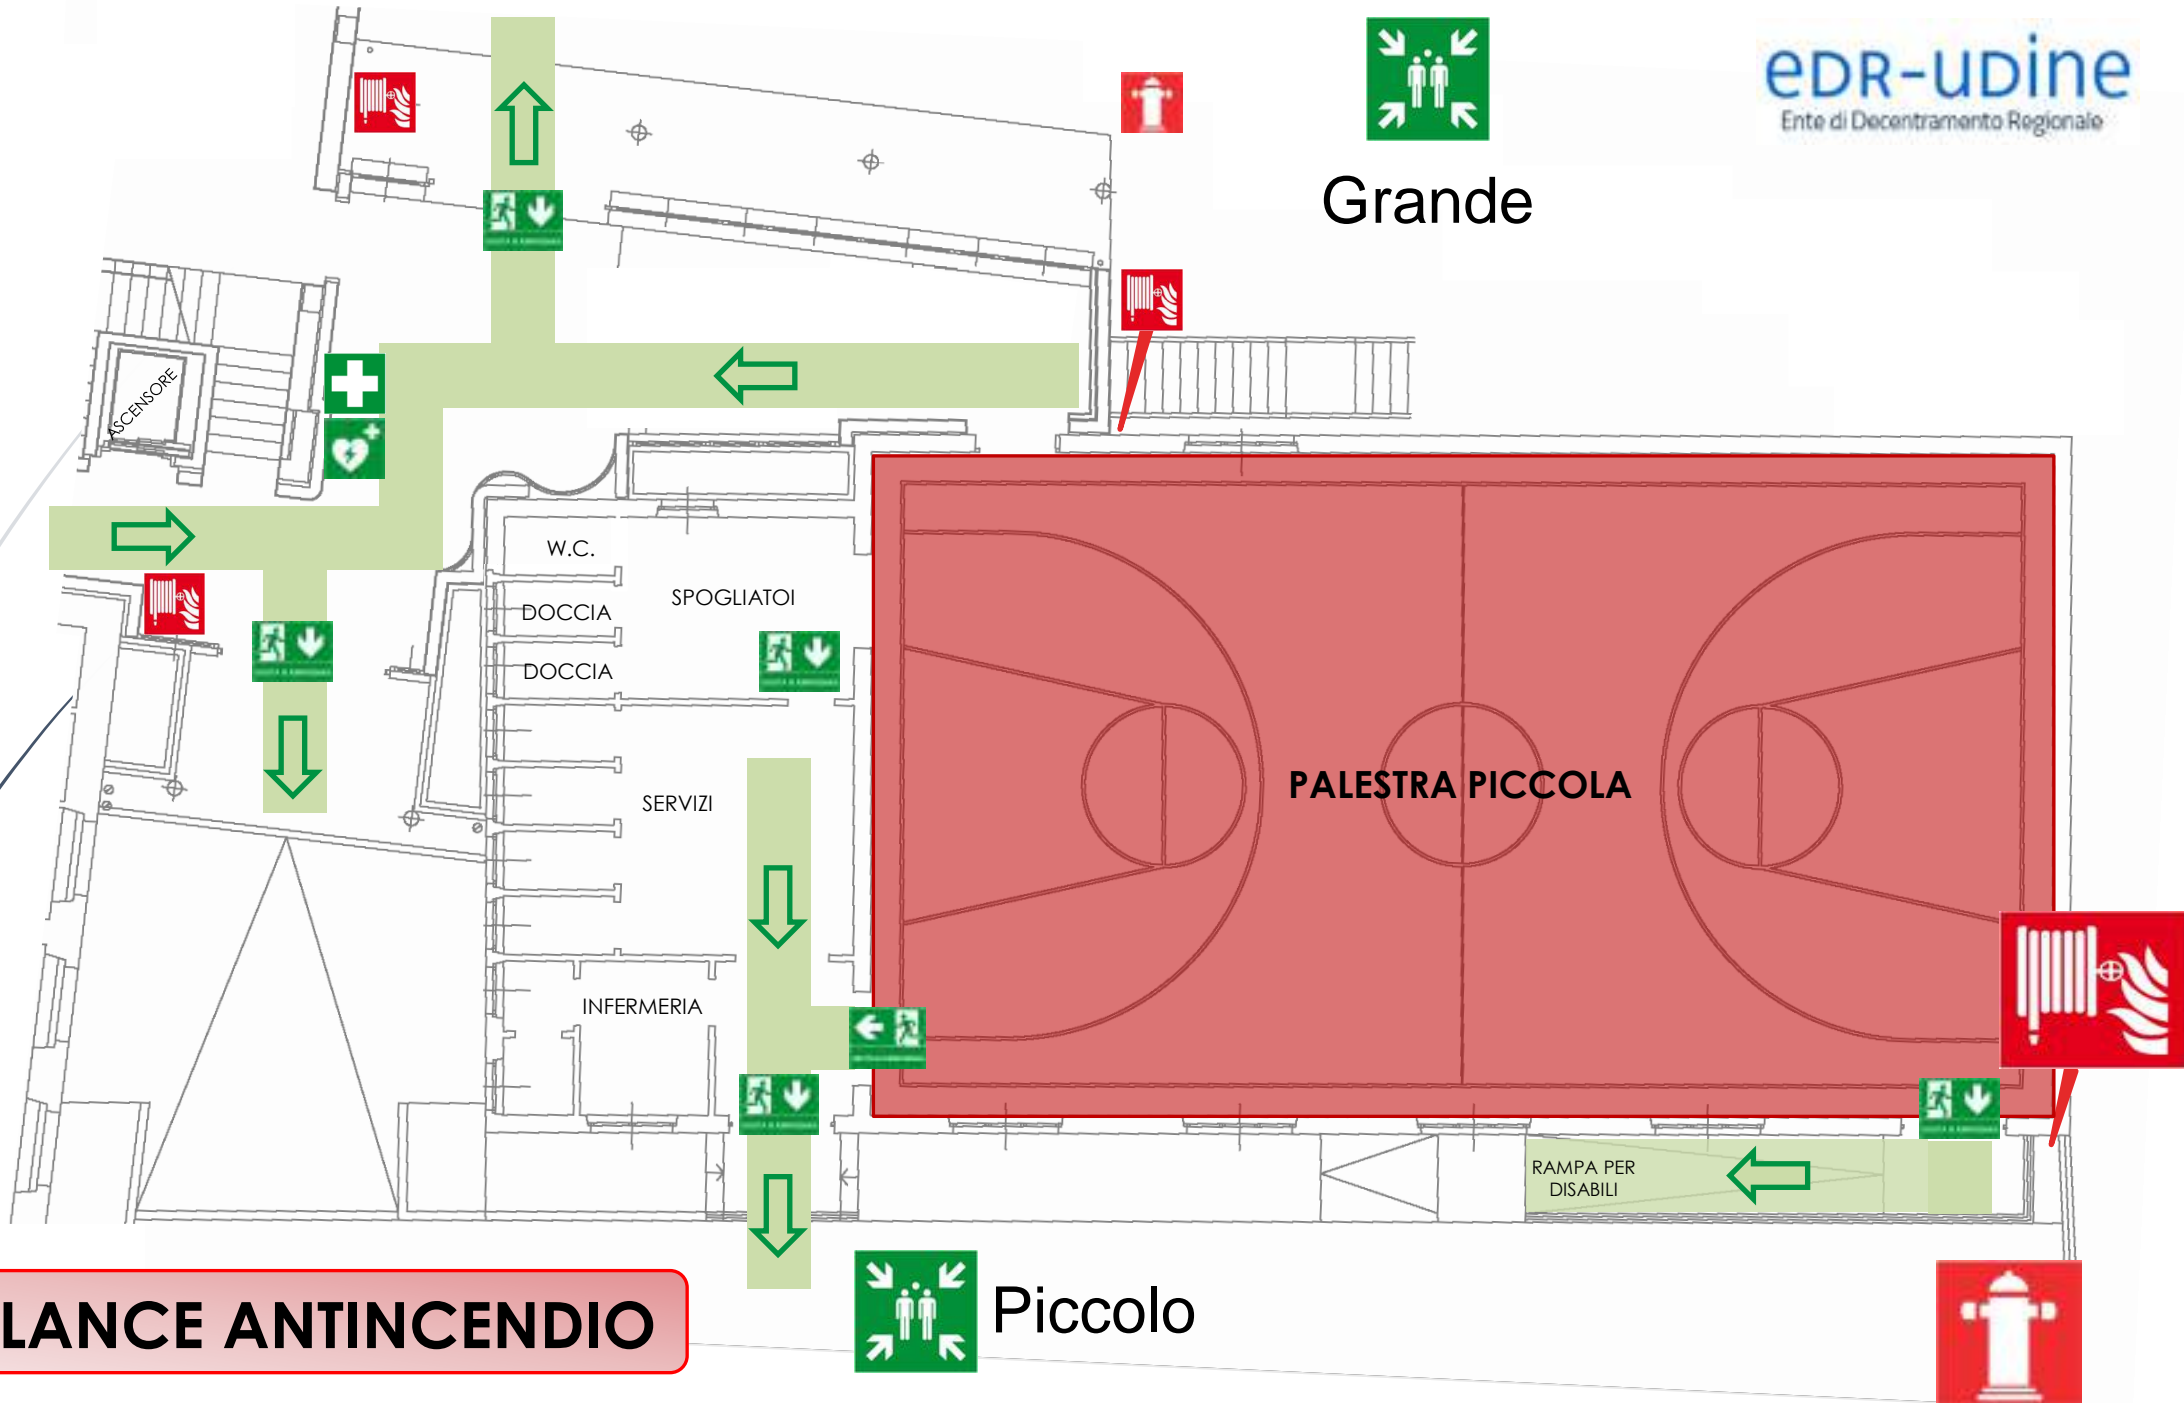 eDR-uDine
Ente di Decentramento Regionale
Grande
ASCENSORE
W.C.
DOCCIA
SPOGLIATOI
DOCCIA
SERVIZI
PALESTRA PICCOLA
INFERMERIA
RAMPA PER
DISABILI
LANCE ANTINCENDIO
Piccolo